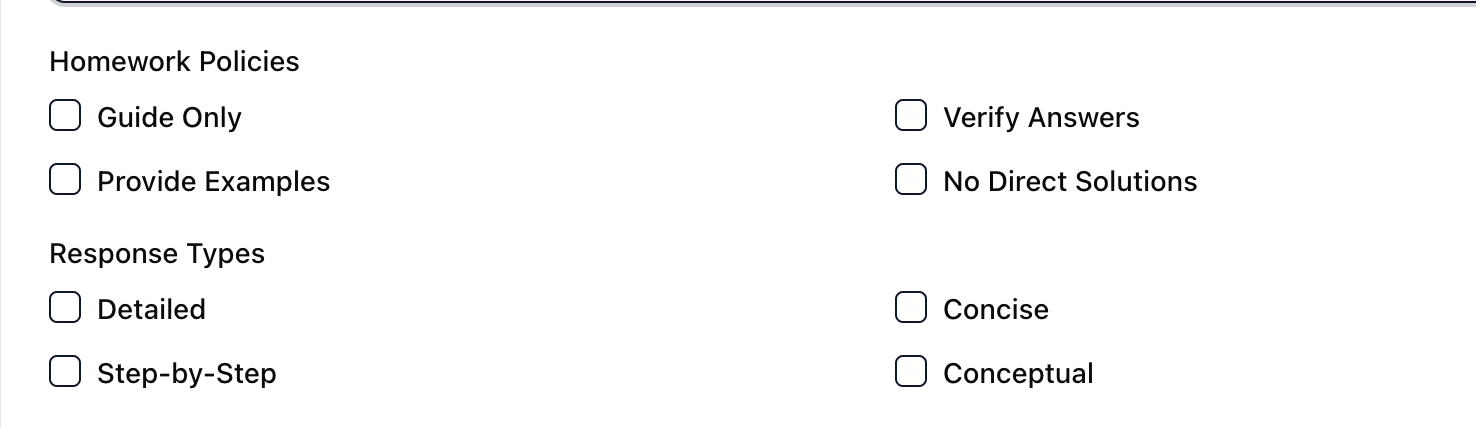 Homework Policies
Guide Only
Verify Answers
Provide Examples
No Direct Solutions
Response Types
Detailed
Concise
Step-by-Step
Conceptual